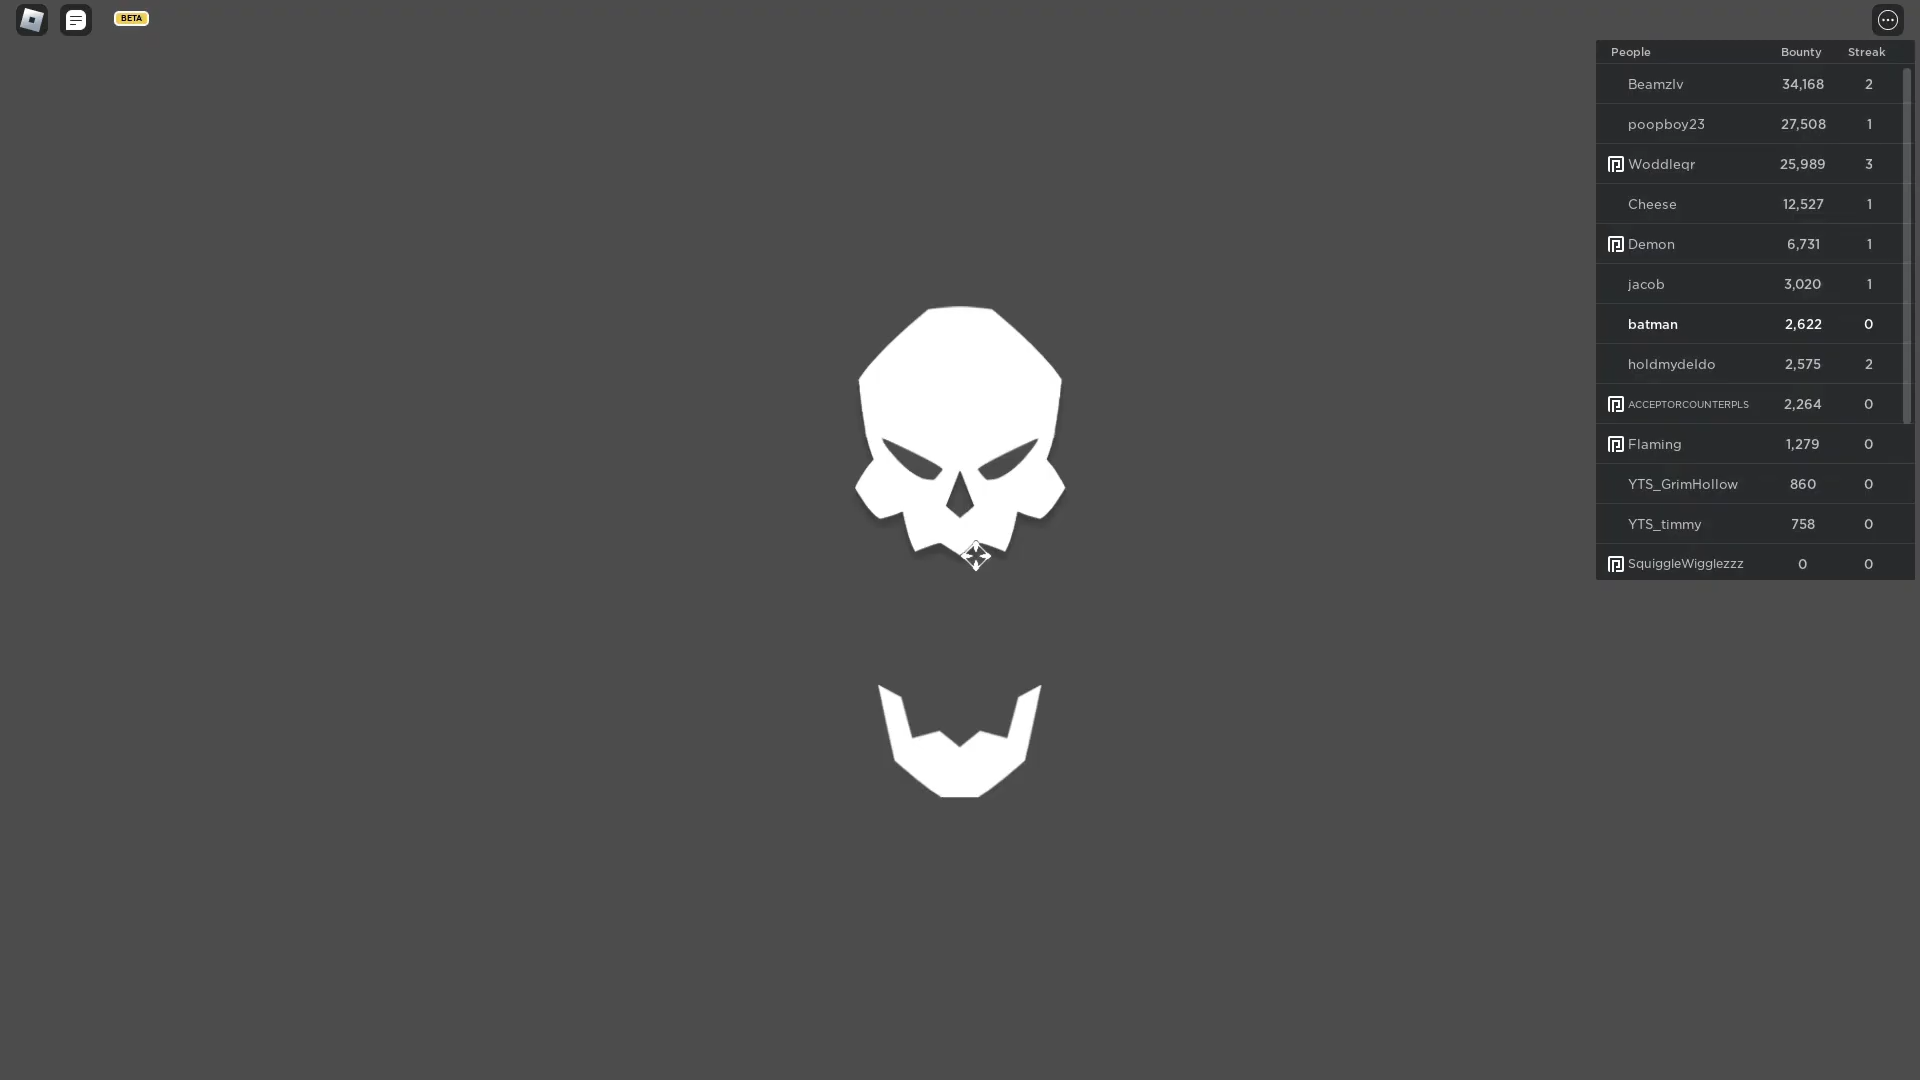 BETA
People Bounty Streak
Beamzlv 34,168 2
poopboy23 27,508 1
Woddleqr 25,989 3
Cheese 12,527 1
Demon 6,731 1
jacob 3,020 1
batman 2,622 0
holdmydeldo 2,575 2
ACCEPTORCOUNTERPLS 2,264 0
Flaming 1,279 0
YTS_GrimHollow 860 0
YTS_timmy 758 0
SquiggleWigglezzz 0 0